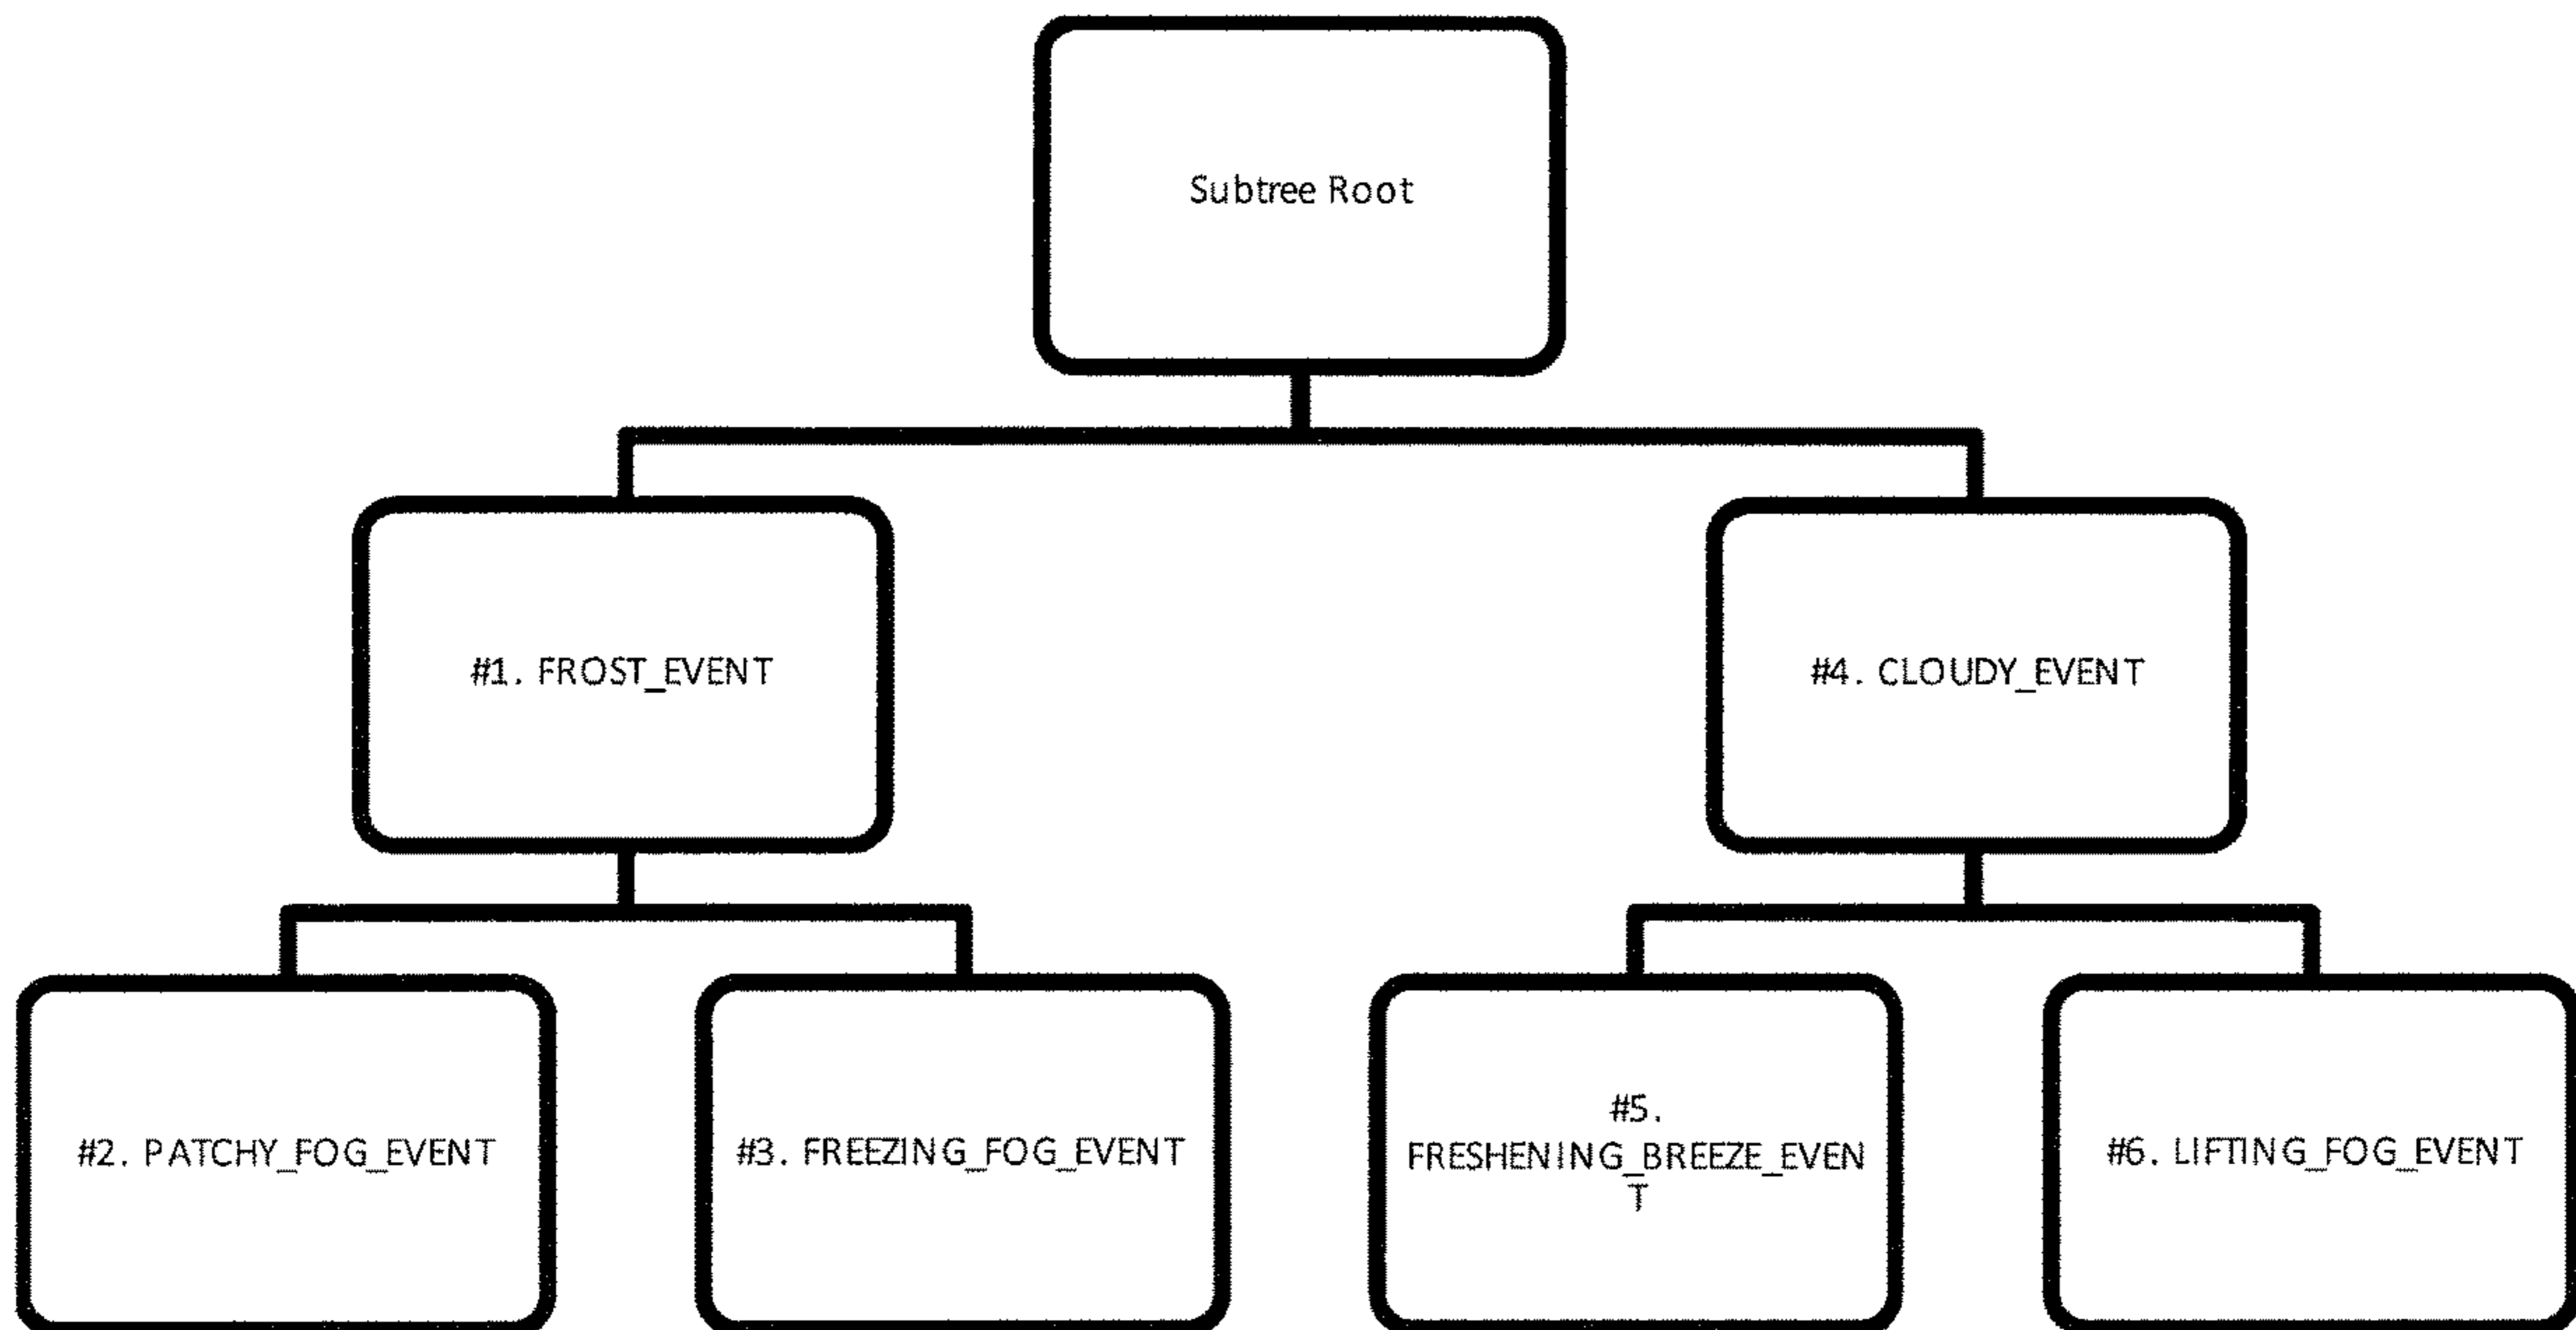 Subtree Root
#1. FROST_EVENT
#4. CLOUDY_EVENT
#2. PATCHY_FOG_EVENT
#3. FREEZING_FOG_EVENT
#5.
FRESHENING_BREEZE_EVEN
T
#6. LIFTING_FOG_EVENT